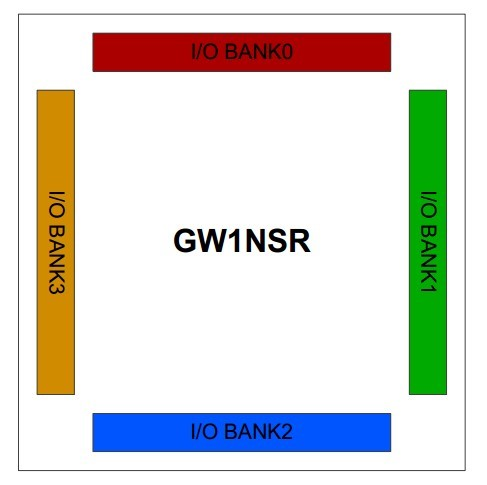 I/O BANK0
I/O BANK3
GW1NSR
I/O BANK1
I/O BANK2